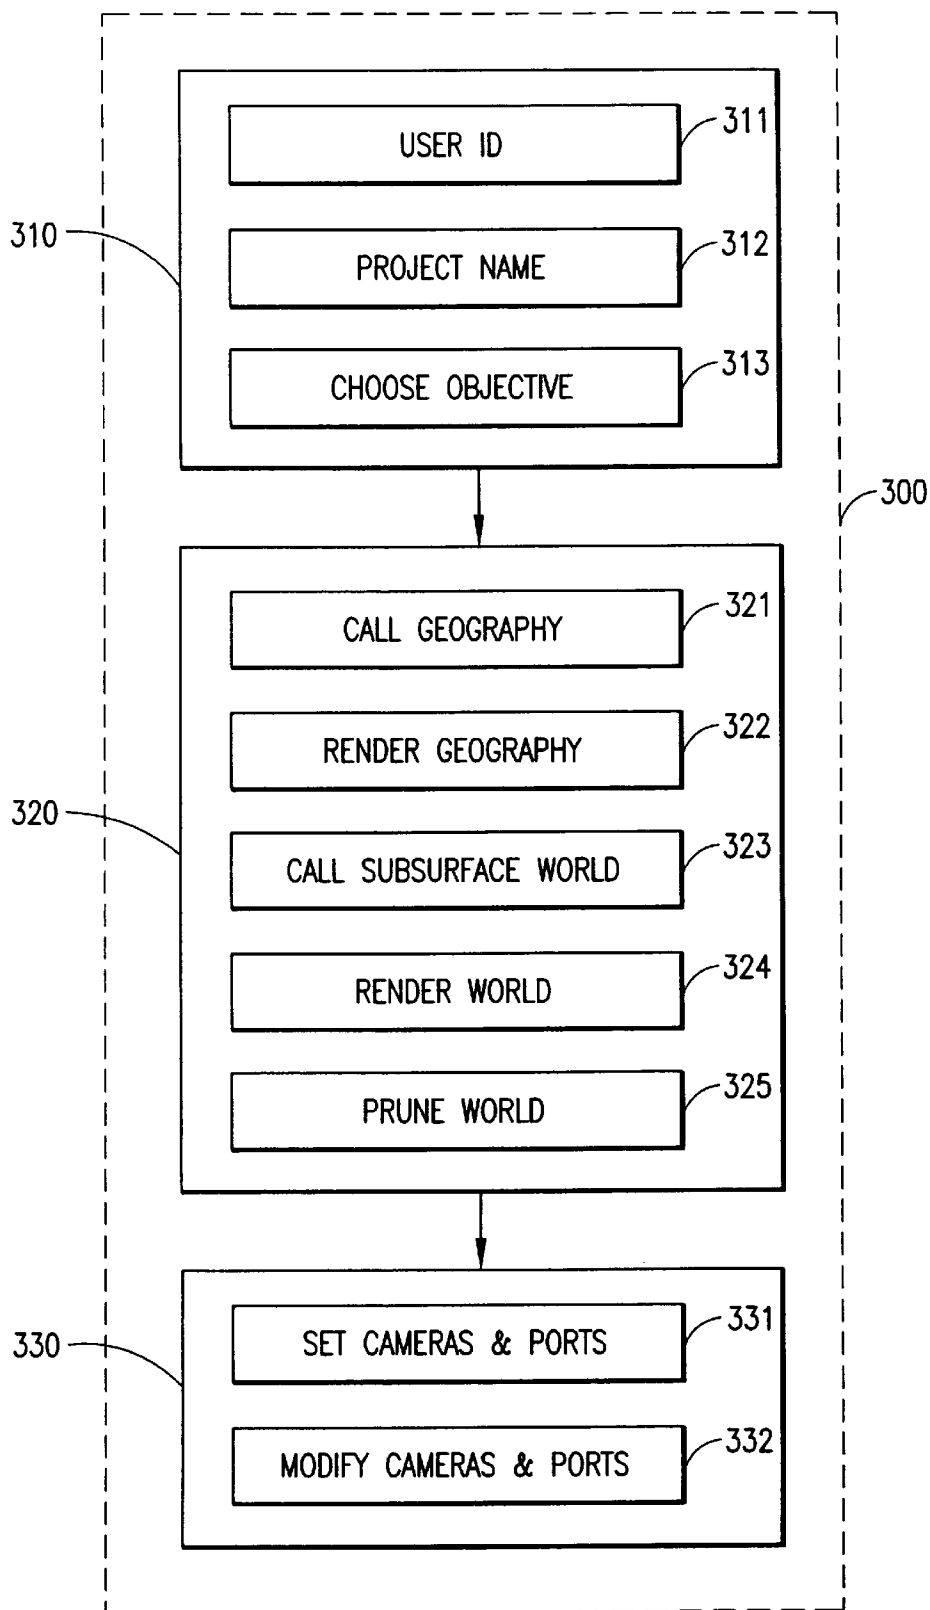 USER ID
311
310
PROJECT NAME
312
CHOOSE OBJECTIVE
313
300
CALL GEOGRAPHY
321
RENDER GEOGRAPHY
322
320
CALL SUBSURFACE WORLD
323
RENDER WORLD
324
PRUNE WORLD
325
330
SET CAMERAS & PORTS
331
MODIFY CAMERAS & PORTS
332